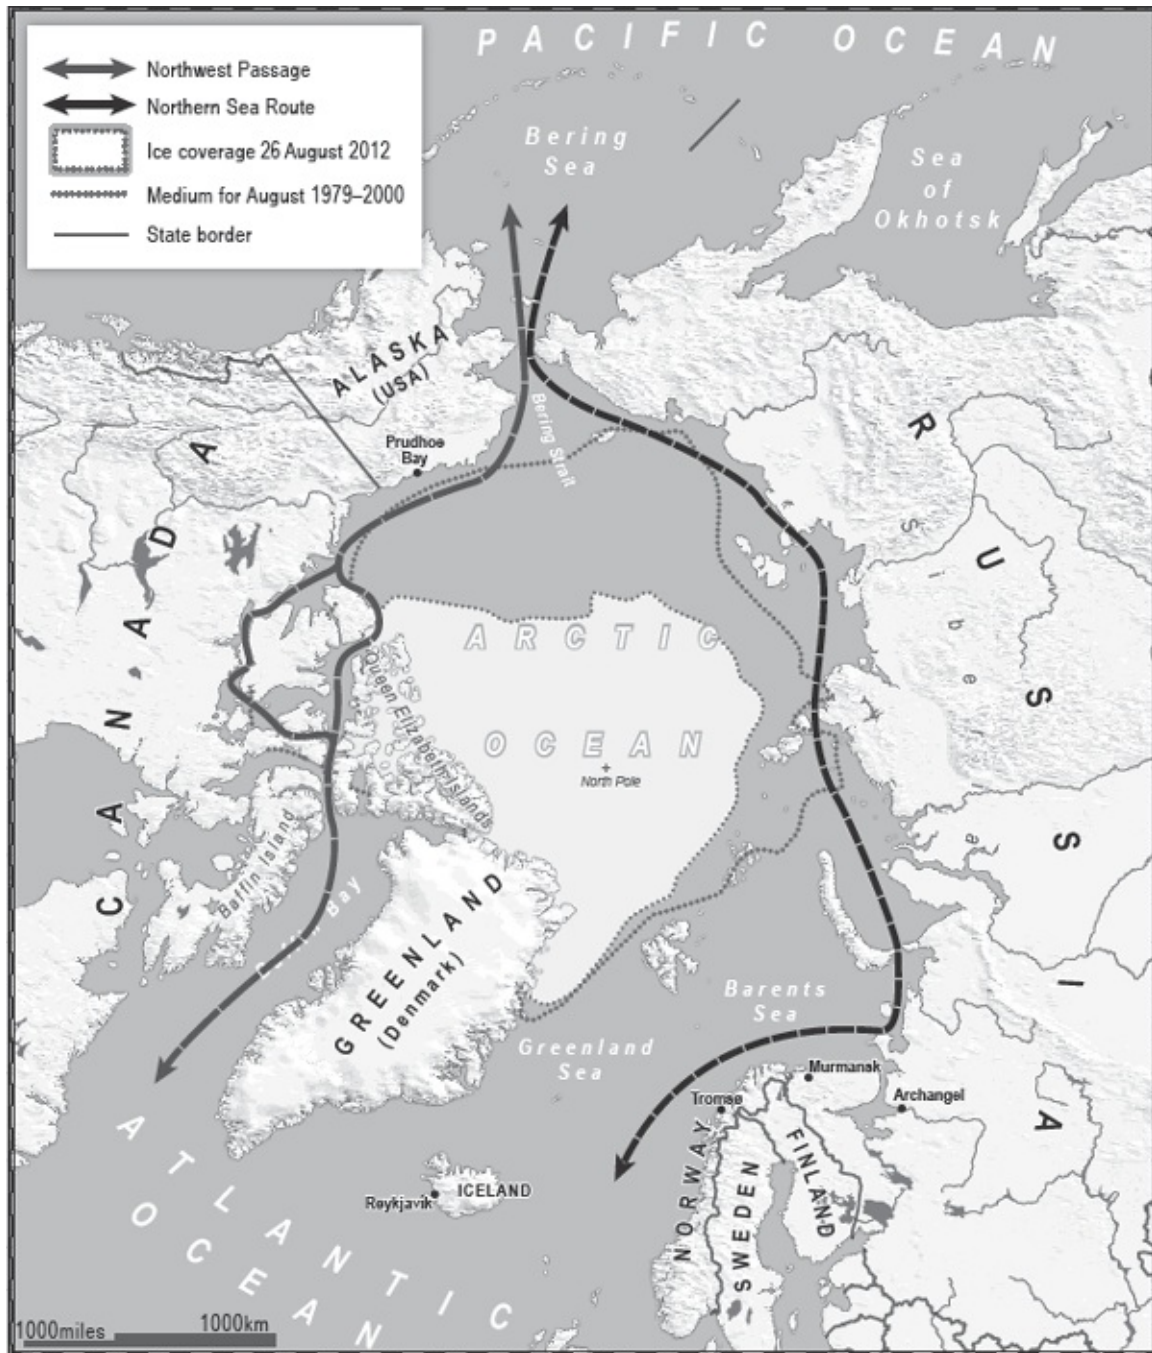 PACIFIC OCEAN
Northwest Passage
Northern Sea Route
Ice coverage 26 August 2012
Medium for August 1979–2000
State border
Bering
Sea
Sea
of
Okhotsk
ALASKA
(USA)
Prudhoe
Bay
Bering Strait
CANADA
RUSSIA
Siberia
ARCTIC
OCEAN
North Pole
Queen Elizabeth Islands
Baffin Island
Bay
GREENLAND
(Denmark)
Barents
Sea
Greenland
Sea
Murmansk
Tromsø
Archangel
NORWAY
SWEDEN
FINLAND
Røykjavik
ICELAND
ATLANTIC
OCEAN
1000miles
1000km